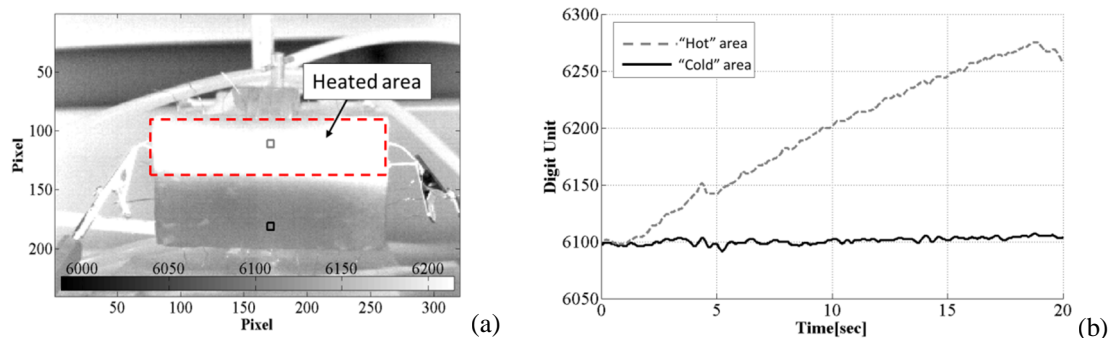 50
100
150
200
Pixel
Heated area
6000 6050 6100 6150 6200
50 100 150 200 250 300
Pixel
(a)
6300
6250
6200
6150
6100
6050
Digit Unit
“Hot” area
“Cold” area
0 5 10 15 20
Time[sec]
(b)